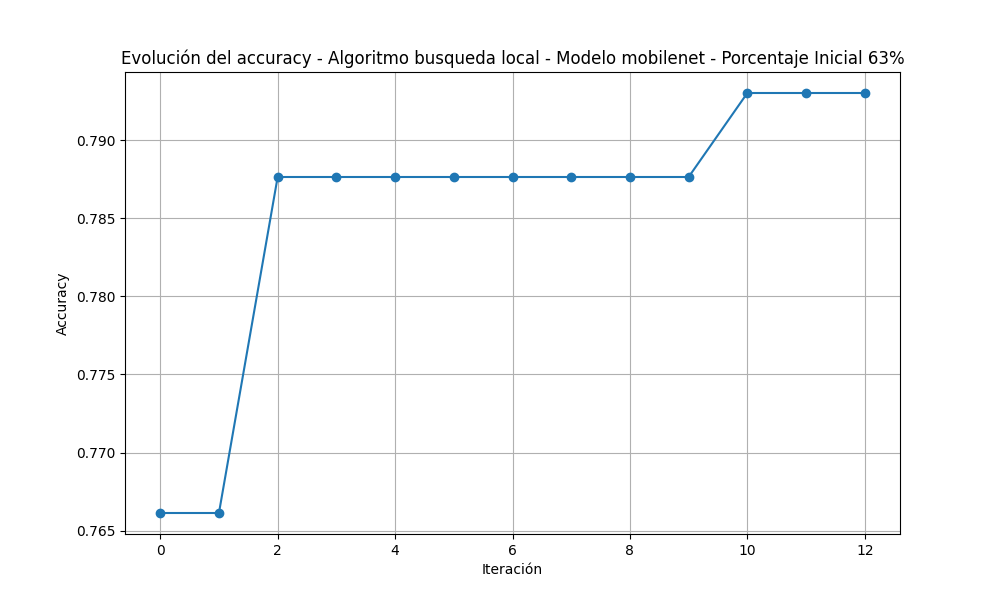 Evolución del accuracy - Algoritmo busqueda local - Modelo mobilenet - Porcentaje Inicial 63%
Accuracy
0.790
0.785
0.780
0.775
0.770
0.765
0 2 4 6 8 10 12
Iteración